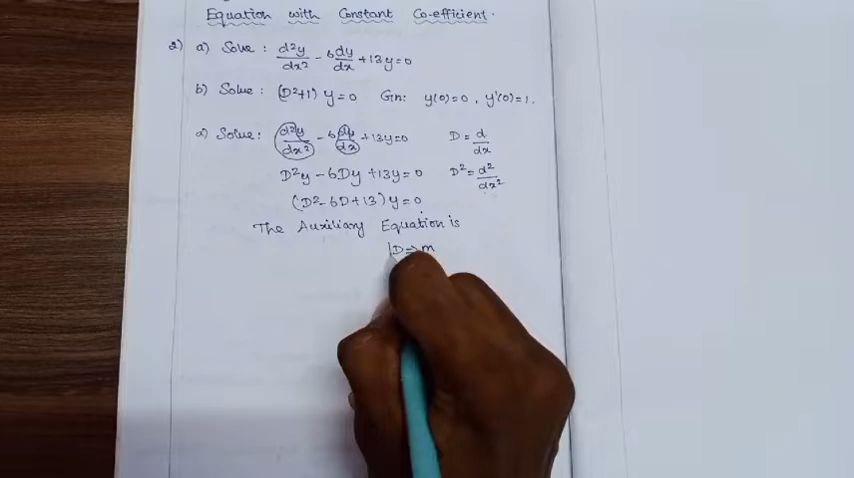 Equation with Constant Co-efficient.
2) a) Solve : d²y/dx² - 6 dy/dx + 13y = 0
b) Solve : (D²+1) y = 0 Gn: y(0) = 0 , y'(0) = 1.
a) Solve : d²y/dx² - 6 dy/dx + 13y = 0 D = d/dx
D²y - 6Dy + 13y = 0 D² = d²/dx²
(D² - 6D + 13) y = 0
The Auxiliary Equation is
D => m